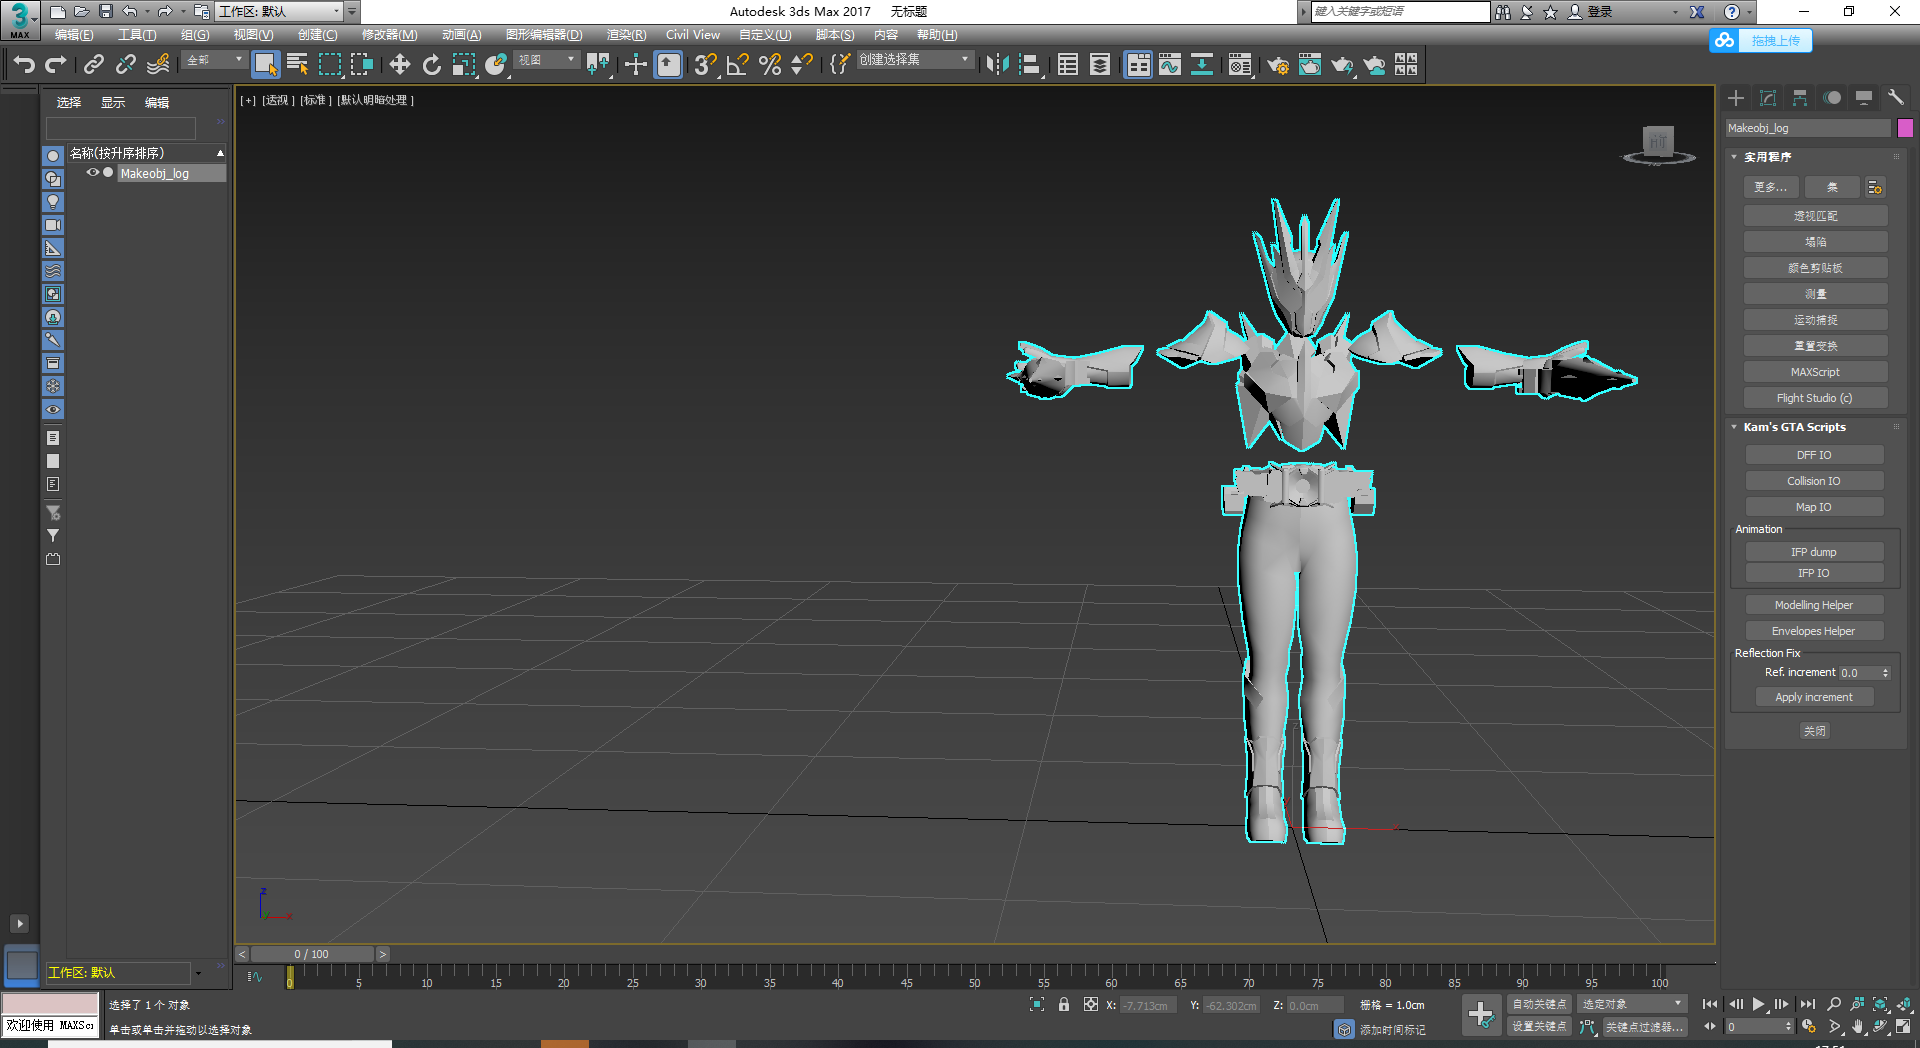 3
MAX
工作区: 默认
Autodesk 3ds Max 2017 无标题
键入关键字或短语
登录
编辑(E) 工具(T) 组(G) 视图(V) 创建(C) 修改器(M) 动画(A) 图形编辑器(D) 渲染(R) Civil View 自定义(U) 脚本(S) 内容 帮助(H)
拖拽上传
全部
视图
创建选择集
选择 显示 编辑
[+] [透视] [标准] [默认明暗处理]
名称(按升序排序)
Makeobj_log
前
Makeobj_log
实用程序
更多...
集
透视匹配
塌陷
颜色剪贴板
测量
运动捕捉
重置变换
MAXScript
Flight Studio (c)
Kam's GTA Scripts
DFF IO
Collision IO
Map IO
Animation
IFP dump
IFP IO
Modelling Helper
Envelopes Helper
Reflection Fix
Ref. increment 0.0
Apply increment
关闭
z
x
< 0 / 100 >
工作区: 默认
0 5 10 15 20 25 30 35 40 45 50 55 60 65 70 75 80 85 90 95 100
选择了 1 个 对象
X: -7.713cm Y: -62.302cm Z: 0.0cm 栅格 = 1.0cm
自动关键点 选定对象
欢迎使用 MAXSc
单击或单击并拖动以选择对象
添加时间标记
设置关键点 关键点过滤器...
0